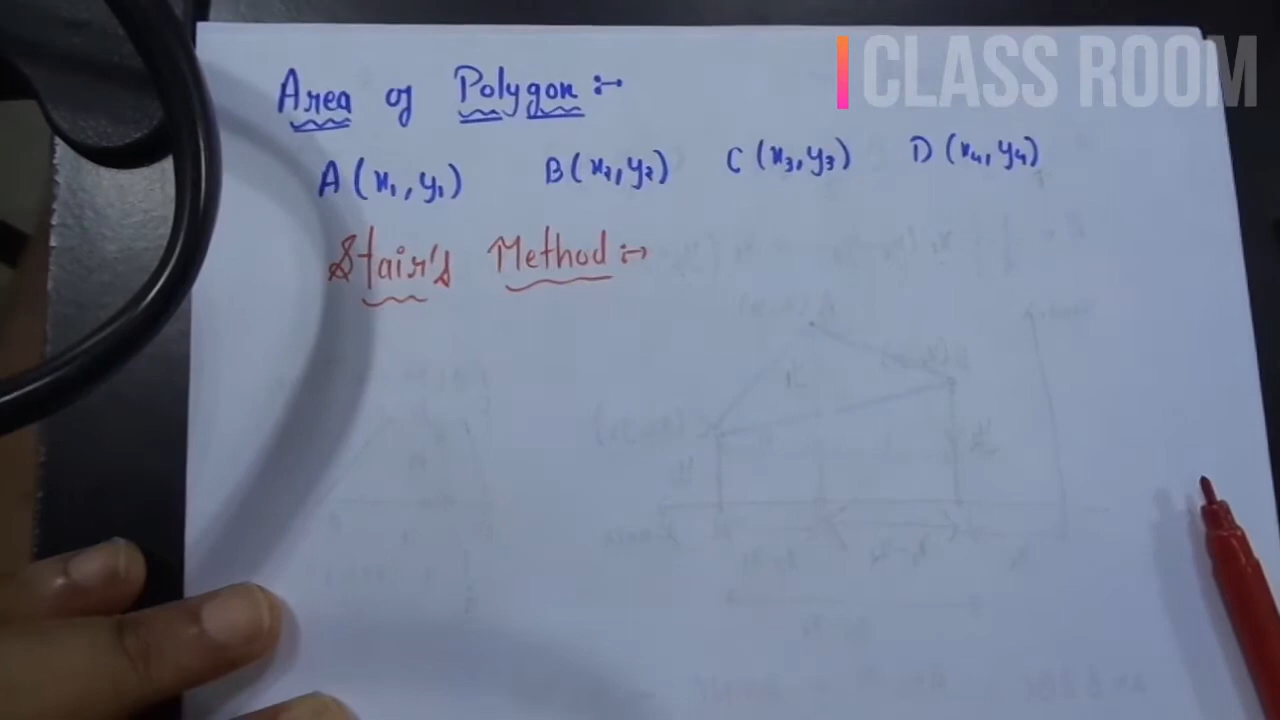 CLASS ROOM
Area of Polygon :→
A (x₁, y₁) B (x₂, y₂) C (x₃, y₃) D (x₄, y₄)
Stair's Method :→